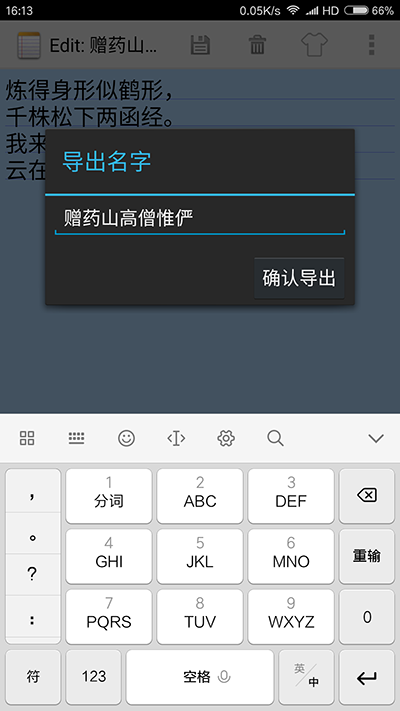 16:13
0.05K/s
HD
66%
Edit: 赠药山...
炼得身形似鹤形，
千株松下两函经。
我来
云在
导出名字
赠药山高僧惟俨
确认导出
，
。
?
:
1
分词
2
ABC
3
DEF
4
GHI
5
JKL
6
MNO
重输
7
PQRS
8
TUV
9
WXYZ
0
符
123
空格
英/中